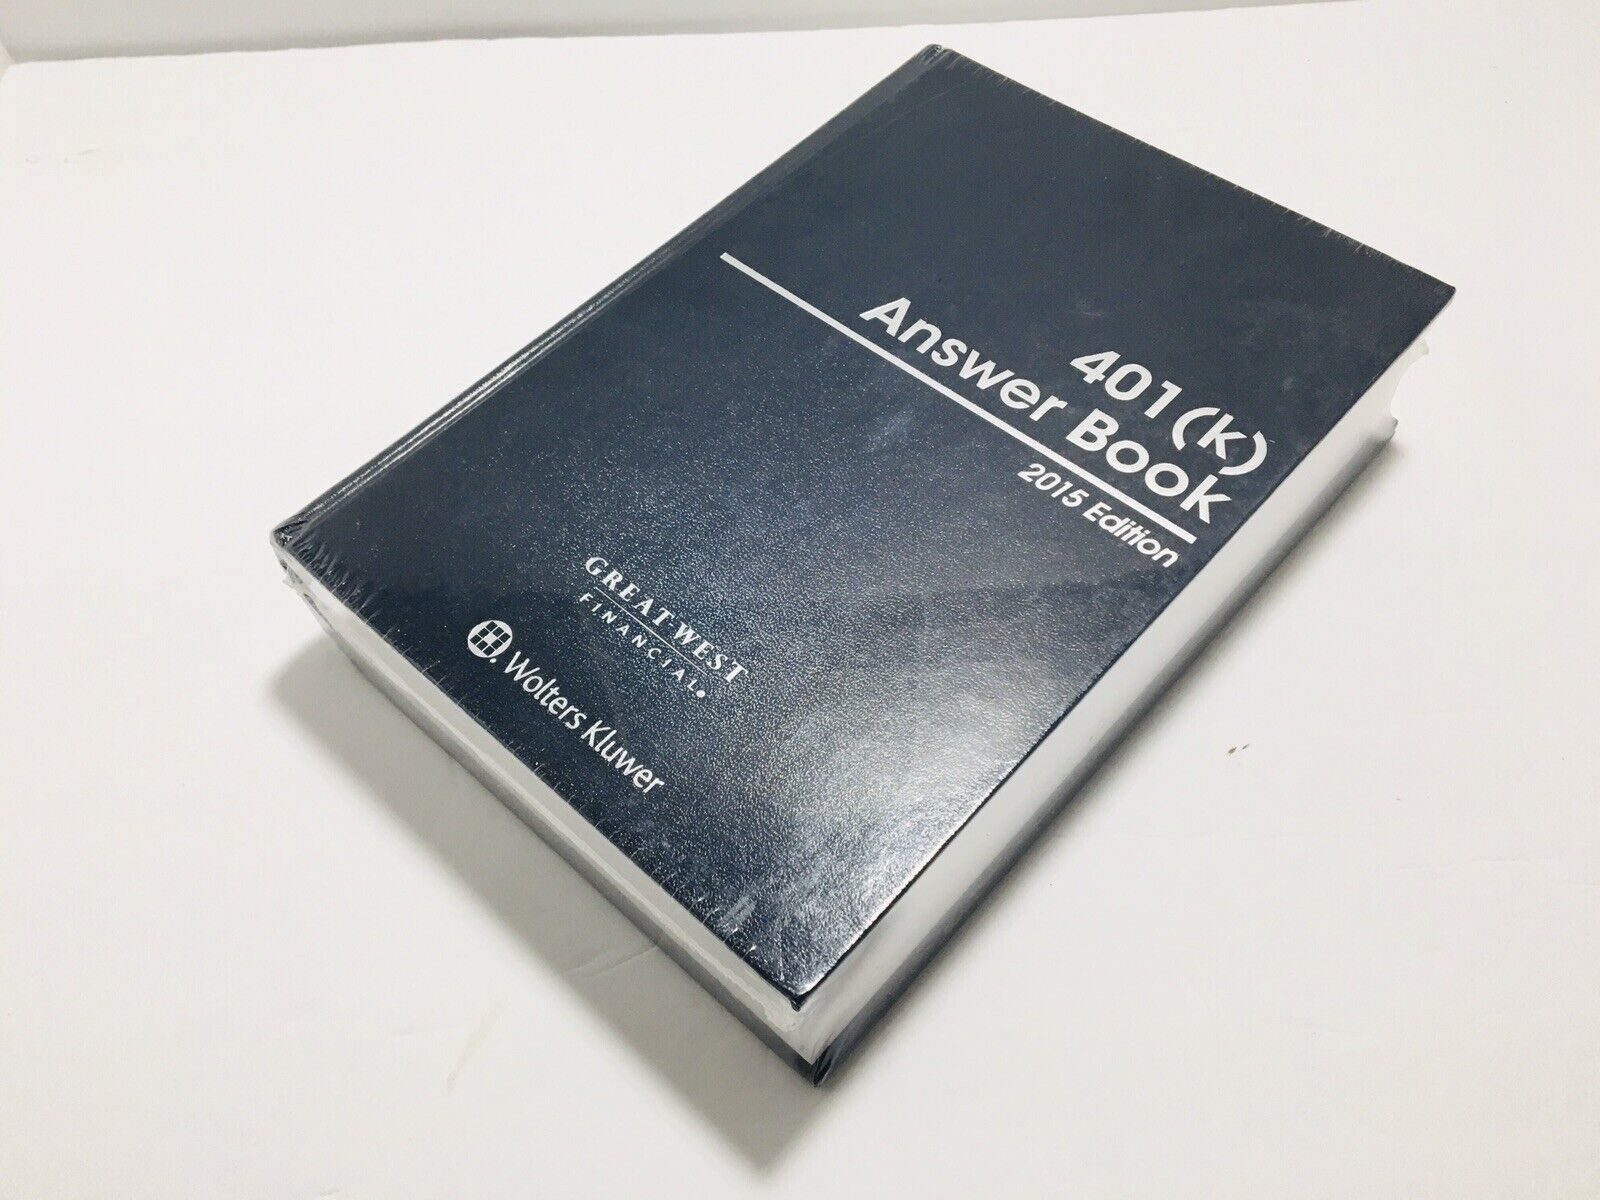 401(k)
Answer Book
2015 Edition
GREAT-WEST
FINANCIAL®
Wolters Kluwer